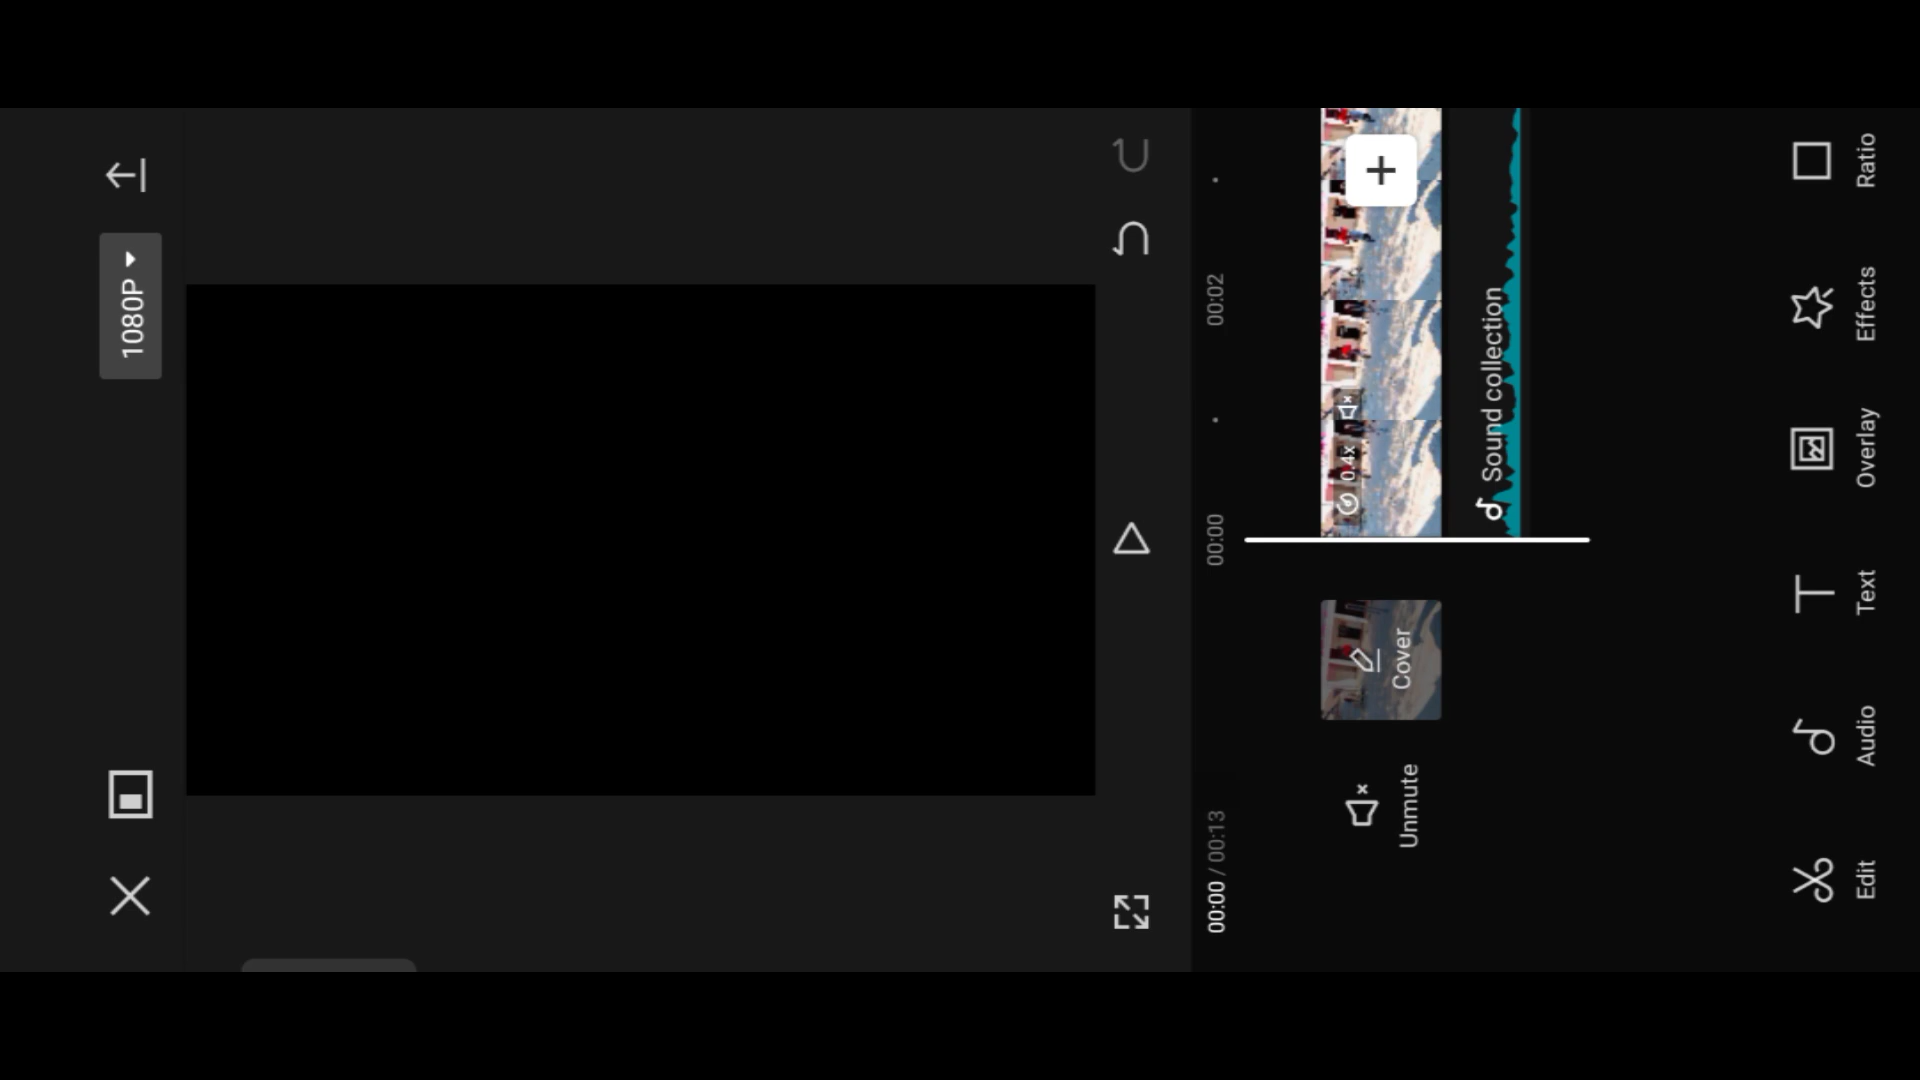 1080P
00:00 / 00:13
00:00
00:02
0.4x
Cover
Unmute
Sound collection
Edit
Audio
Text
Overlay
Effects
Ratio